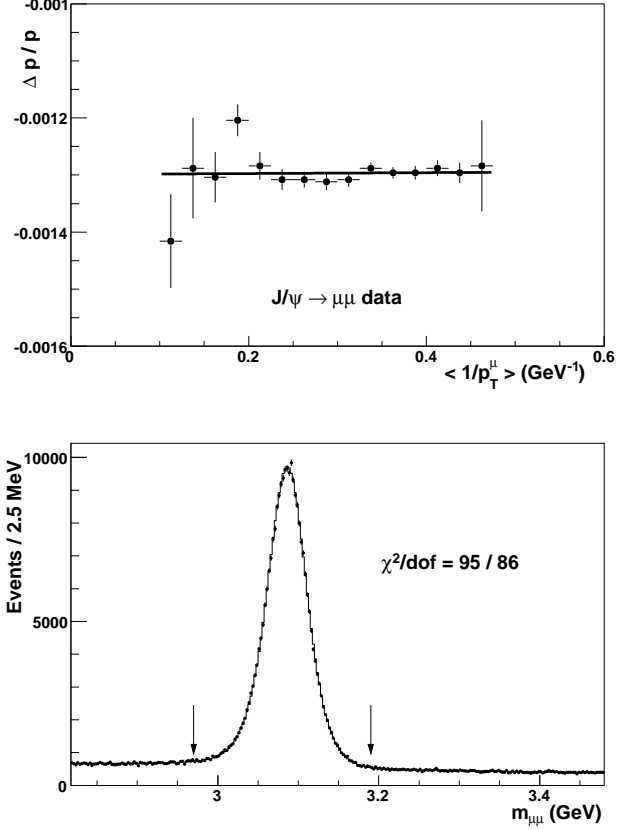 -0.001
Δ p / p
-0.0012
-0.0014
J/ψ → μμ data
-0.0016
0 0.2 0.4 0.6
< 1/p_T^μ > (GeV⁻¹)
10000
Events / 2.5 MeV
χ²/dof = 95 / 86
5000
0
3 3.2 3.4
m_μμ (GeV)